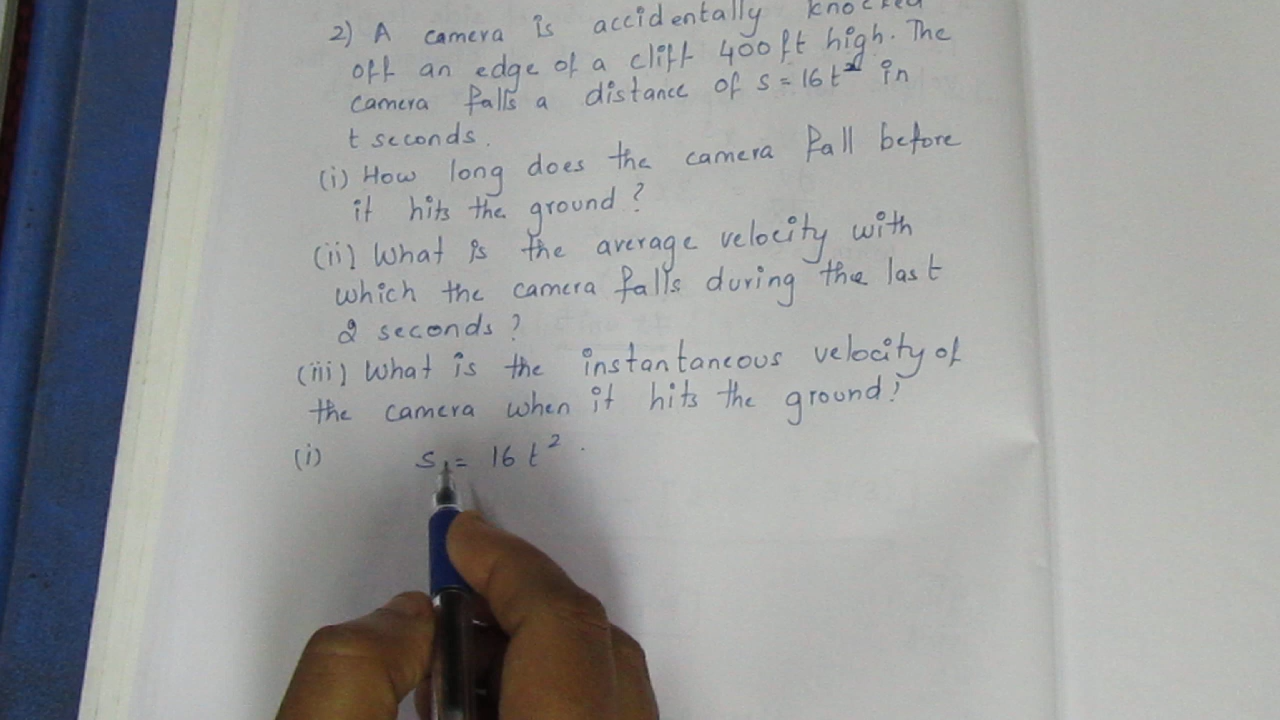 2) A camera is accidentally knocked
off an edge of a cliff 400 ft high. The
camera falls a distance of s = 16t² in
t seconds.
(i) How long does the camera fall before
it hits the ground?
(ii) What is the average velocity with
which the camera falls during the last
2 seconds?
(iii) What is the instantaneous velocity of
the camera when it hits the ground?
(i) s = 16 t².